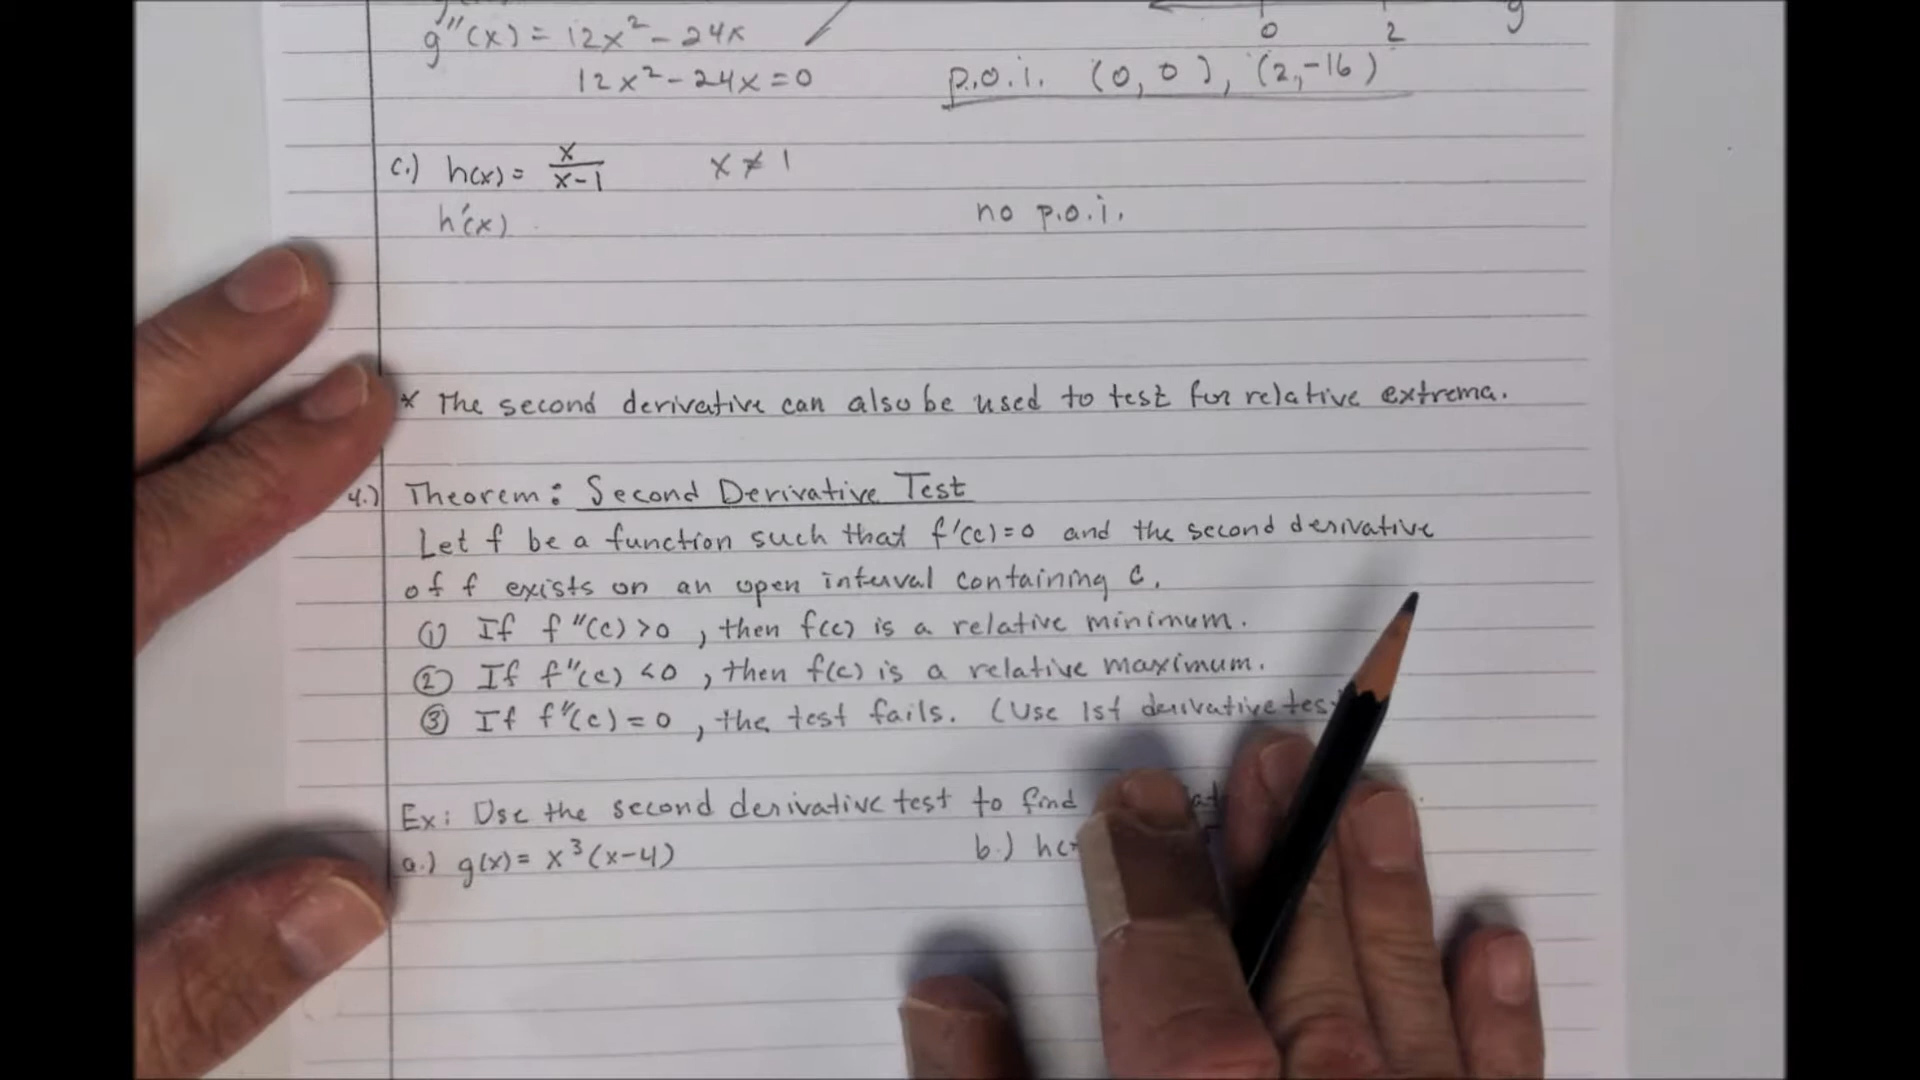 g''(x) = 12x² - 24x
12x² - 24x = 0
0 2
p.o.i. (0, 0), (2, -16)
c.) h(x) = x/(x-1) x ≠ 1
h'(x) no p.o.i.
* The second derivative can also be used to test for relative extrema.
4.) Theorem: Second Derivative Test
Let f be a function such that f'(c) = 0 and the second derivative
of f exists on an open interval containing c.
① If f''(c) > 0, then f(c) is a relative minimum.
② If f''(c) < 0, then f(c) is a relative maximum.
③ If f''(c) = 0, the test fails. (Use 1st derivative test
Ex: Use the second derivative test to find
a.) g(x) = x³(x-4) b.)